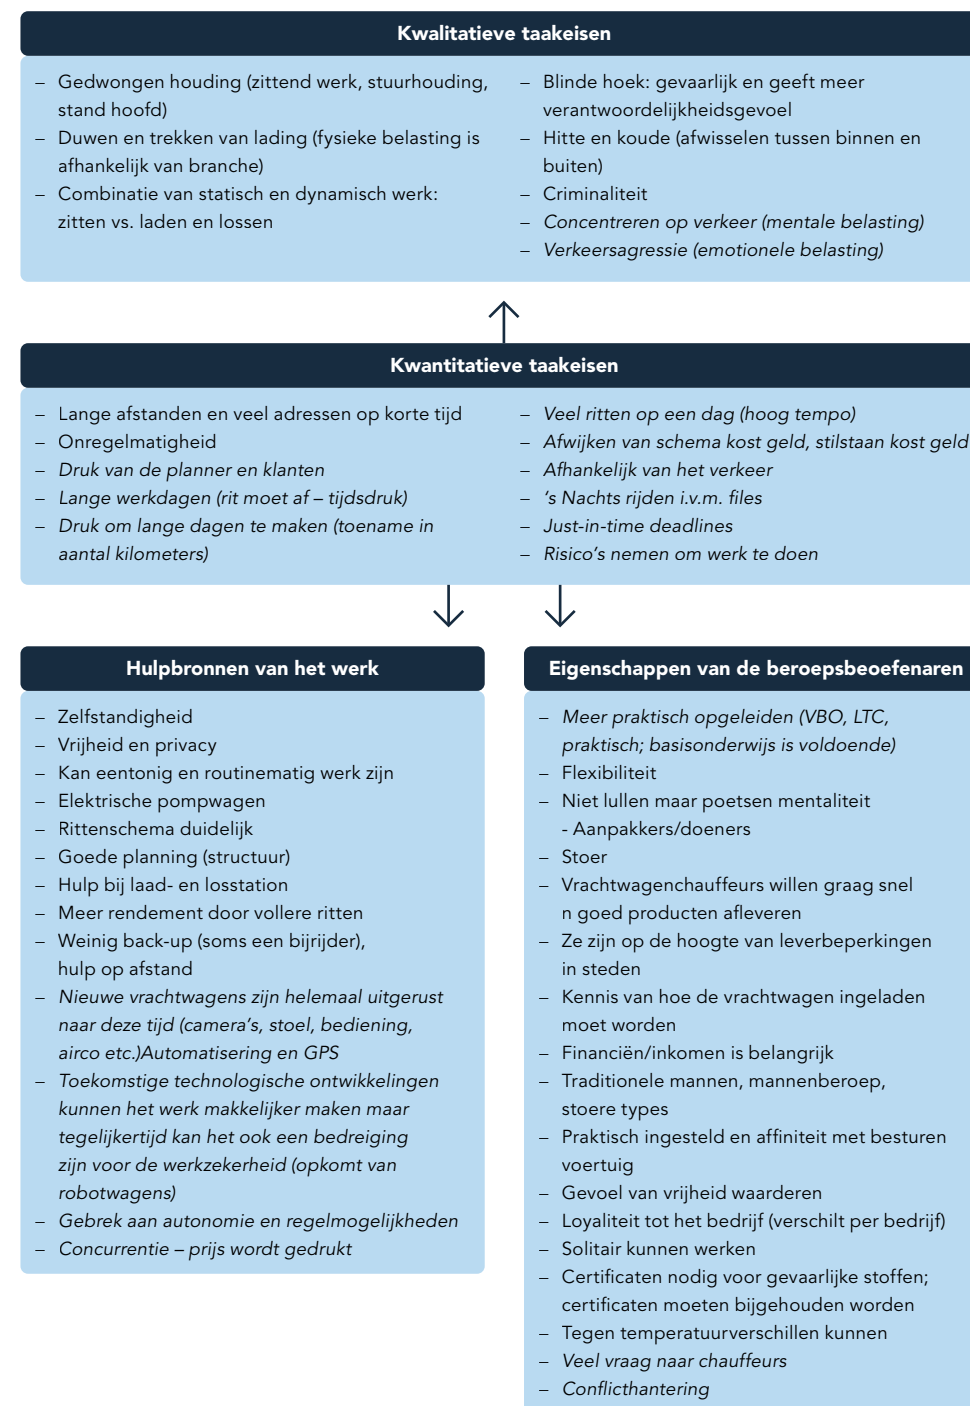 Kwalitatieve taakeisen
– Gedwongen houding (zittend werk, stuurhouding,
stand hoofd)
– Duwen en trekken van lading (fysieke belasting is
afhankelijk van branche)
– Combinatie van statisch en dynamisch werk:
zitten vs. laden en lossen
– Blinde hoek: gevaarlijk en geeft meer
verantwoordelijkheidsgevoel
– Hitte en koude (afwisselen tussen binnen en
buiten)
– Criminaliteit
– Concentreren op verkeer (mentale belasting)
– Verkeersagressie (emotionele belasting)
Kwantitatieve taakeisen
– Lange afstanden en veel adressen op korte tijd
– Onregelmatigheid
– Druk van de planner en klanten
– Lange werkdagen (rit moet af – tijdsdruk)
– Druk om lange dagen te maken (toename in
aantal kilometers)
– Veel ritten op een dag (hoog tempo)
– Afwijken van schema kost geld, stilstaan kost geld
– Afhankelijk van het verkeer
– 's Nachts rijden i.v.m. files
– Just-in-time deadlines
– Risico's nemen om werk te doen
Hulpbronnen van het werk
– Zelfstandigheid
– Vrijheid en privacy
– Kan eentonig en routinematig werk zijn
– Elektrische pompwagen
– Rittenschema duidelijk
– Goede planning (structuur)
– Hulp bij laad- en losstation
– Meer rendement door vollere ritten
– Weinig back-up (soms een bijrijder),
hulp op afstand
– Nieuwe vrachtwagens zijn helemaal uitgerust
naar deze tijd (camera's, stoel, bediening,
airco etc.)Automatisering en GPS
– Toekomstige technologische ontwikkelingen
kunnen het werk makkelijker maken maar
tegelijkertijd kan het ook een bedreiging
zijn voor de werkzekerheid (opkomt van
robotwagens)
– Gebrek aan autonomie en regelmogelijkheden
– Concurrentie – prijs wordt gedrukt
Eigenschappen van de beroepsbeoefenaren
– Meer praktisch opgeleiden (VBO, LTC,
praktisch; basisonderwijs is voldoende)
– Flexibiliteit
– Niet lullen maar poetsen mentaliteit
- Aanpakkers/doeners
– Stoer
– Vrachtwagenchauffeurs willen graag snel
n goed producten afleveren
– Ze zijn op de hoogte van leverbeperkingen
in steden
– Kennis van hoe de vrachtwagen ingeladen
moet worden
– Financiën/inkomen is belangrijk
– Traditionele mannen, mannenberoep,
stoere types
– Praktisch ingesteld en affiniteit met besturen
voertuig
– Gevoel van vrijheid waarderen
– Loyaliteit tot het bedrijf (verschilt per bedrijf)
– Solitair kunnen werken
– Certificaten nodig voor gevaarlijke stoffen;
certificaten moeten bijgehouden worden
– Tegen temperatuurverschillen kunnen
– Veel vraag naar chauffeurs
– Conflicthantering